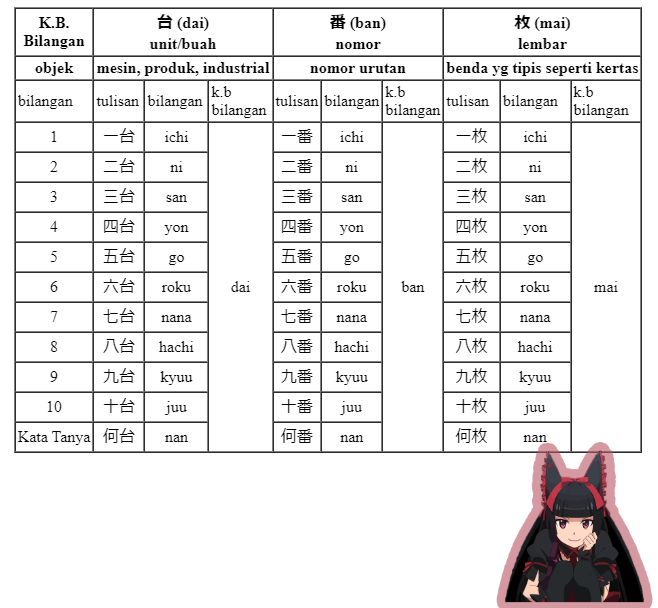 K.B. Bilangan 台 (dai) unit/buah 番 (ban) nomor 枚 (mai) lembar
objek mesin, produk, industrial nomor urutan benda yg tipis seperti kertas
bilangan tulisan bilangan k.b bilangan tulisan bilangan k.b bilangan tulisan bilangan k.b bilangan
1 一台 ichi 一番 ichi 一枚 ichi
2 二台 ni 二番 ni 二枚 ni
3 三台 san 三番 san 三枚 san
4 四台 yon 四番 yon 四枚 yon
5 五台 go 五番 go 五枚 go
6 六台 roku dai 六番 roku ban 六枚 roku mai
7 七台 nana 七番 nana 七枚 nana
8 八台 hachi 八番 hachi 八枚 hachi
9 九台 kyuu 九番 kyuu 九枚 kyuu
10 十台 juu 十番 juu 十枚 juu
Kata Tanya 何台 nan 何番 nan 何枚 nan